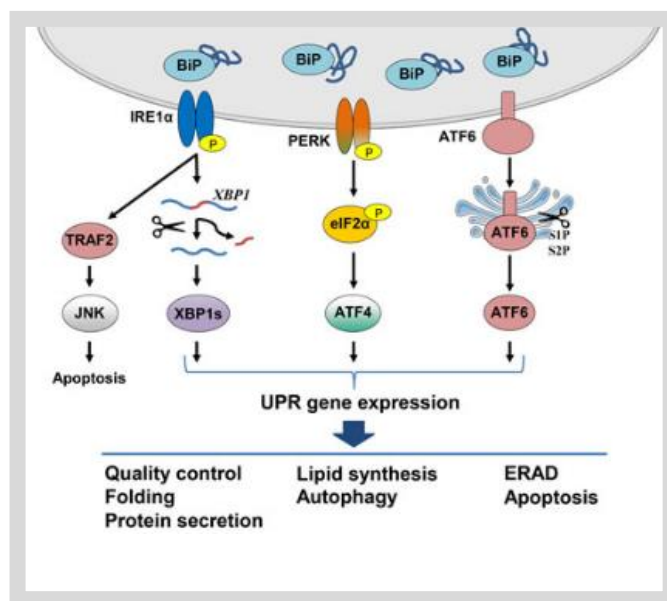 BiP
BiP
BiP
BiP
IRE1α
P
PERK
P
ATF6
XBP1
TRAF2
eIF2α
P
ATF6
S1P
S2P
JNK
XBP1s
ATF4
ATF6
Apoptosis
UPR gene expression
Quality control
Folding
Protein secretion
Lipid synthesis
Autophagy
ERAD
Apoptosis